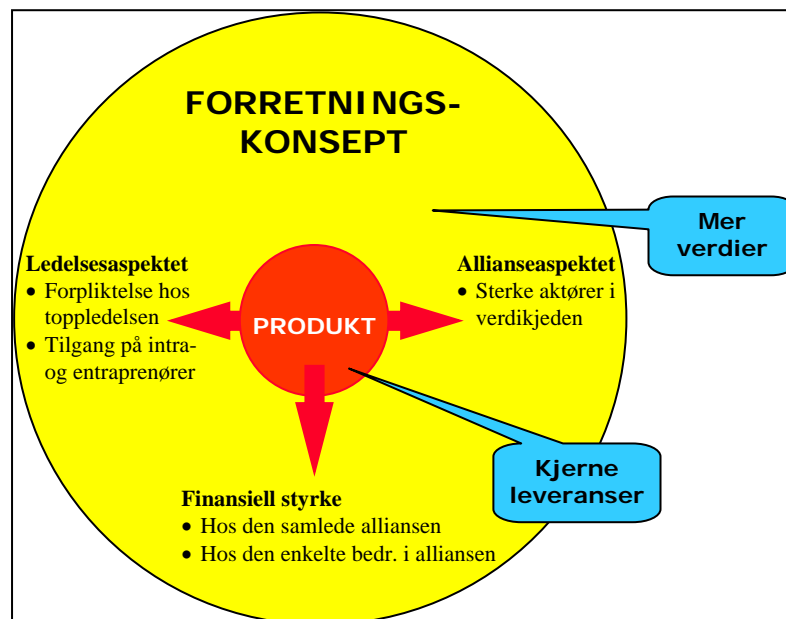 FORRETNINGS-
KONSEPT
Mer
verdier
Ledelsesaspektet
• Forpliktelse hos
toppledelsen
• Tilgang på intra-
og entraprenører
PRODUKT
Allianseaspektet
• Sterke aktører i
verdikjeden
Kjerne
leveranser
Finansiell styrke
• Hos den samlede alliansen
• Hos den enkelte bedr. i alliansen